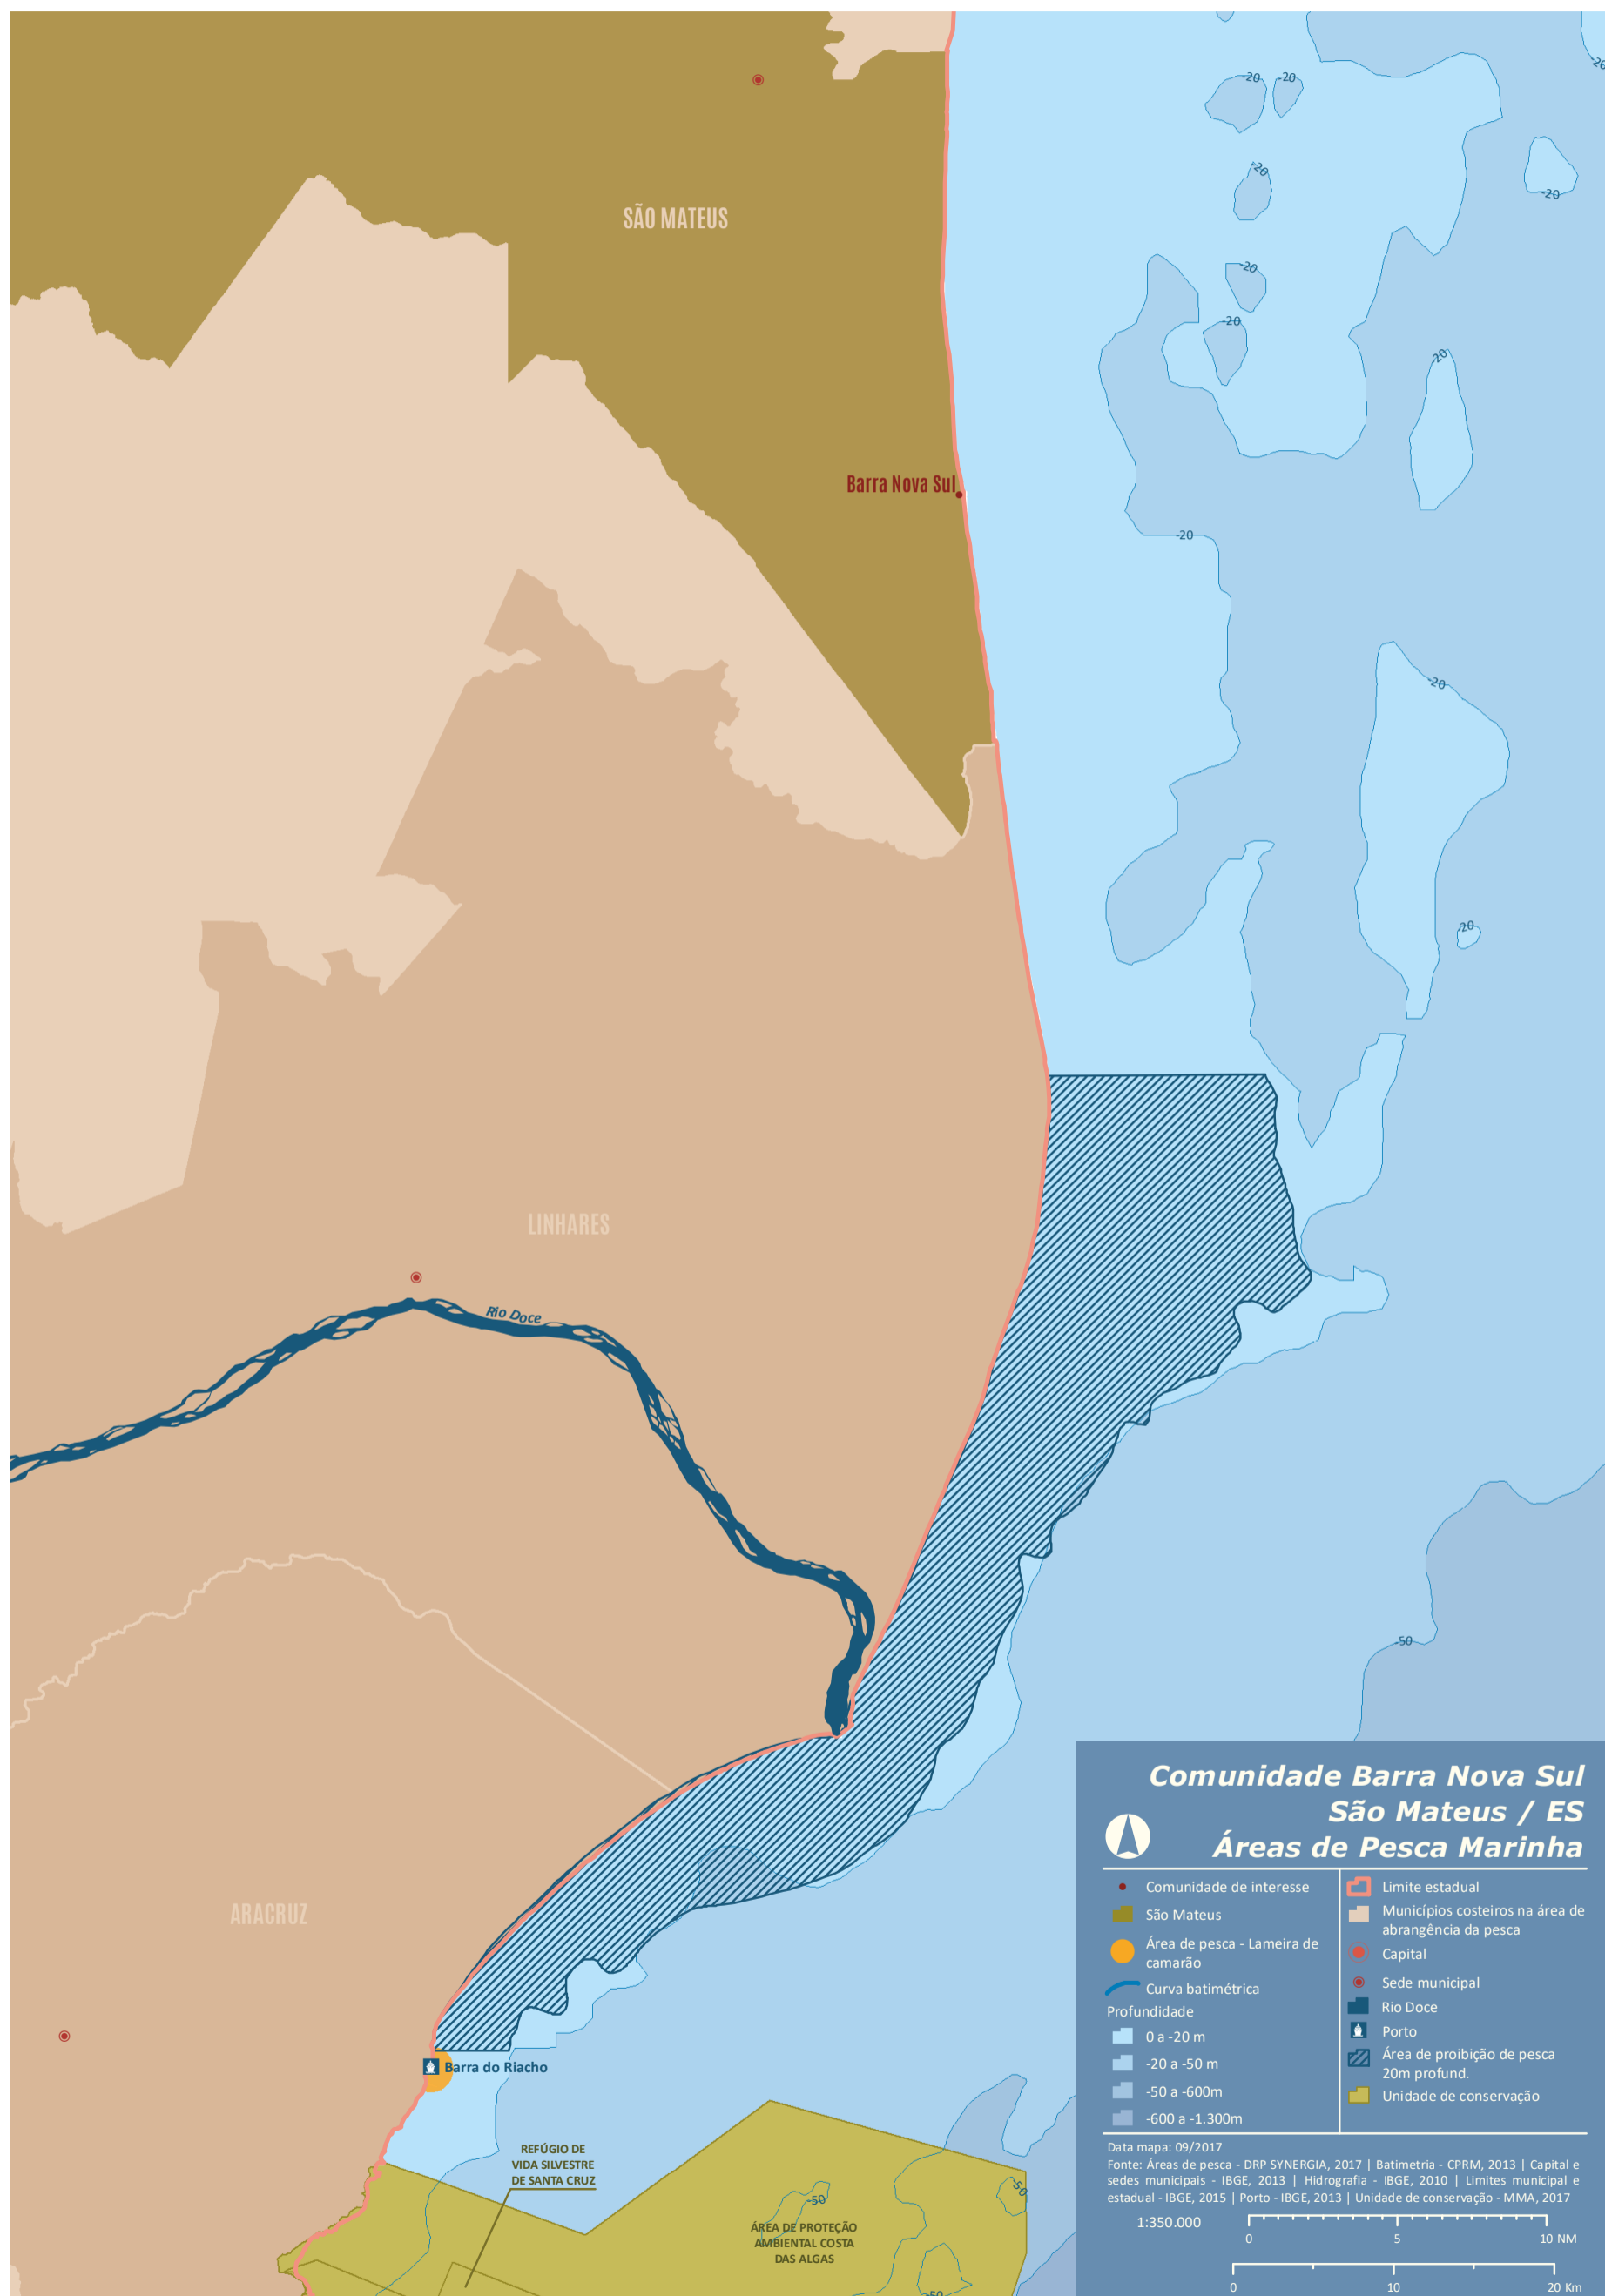 -20
-20
-20
-20
-20
SÃO MATEUS
-20
-20
-20
Barra Nova Sul
-20
-20
-20
LINHARES
Rio Doce
-50
ARACRUZ
Barra do Riacho
REFÚGIO DE
VIDA SILVESTRE
DE SANTA CRUZ
-50
-50
ÁREA DE PROTEÇÃO
AMBIENTAL COSTA
DAS ALGAS
-50
Comunidade Barra Nova Sul
São Mateus / ES
Áreas de Pesca Marinha
Comunidade de interesse
São Mateus
Área de pesca - Lameira de
camarão
Curva batimétrica
Profundidade
0 a -20 m
-20 a -50 m
-50 a -600m
-600 a -1.300m
Limite estadual
Municípios costeiros na área de
abrangência da pesca
Capital
Sede municipal
Rio Doce
Porto
Área de proibição de pesca
20m profund.
Unidade de conservação
Data mapa: 09/2017
Fonte: Áreas de pesca - DRP SYNERGIA, 2017 | Batimetria - CPRM, 2013 | Capital e
sedes municipais - IBGE, 2013 | Hidrografia - IBGE, 2010 | Limites municipal e
estadual - IBGE, 2015 | Porto - IBGE, 2013 | Unidade de conservação - MMA, 2017
1:350.000
0 5 10 NM
0 10 20 Km